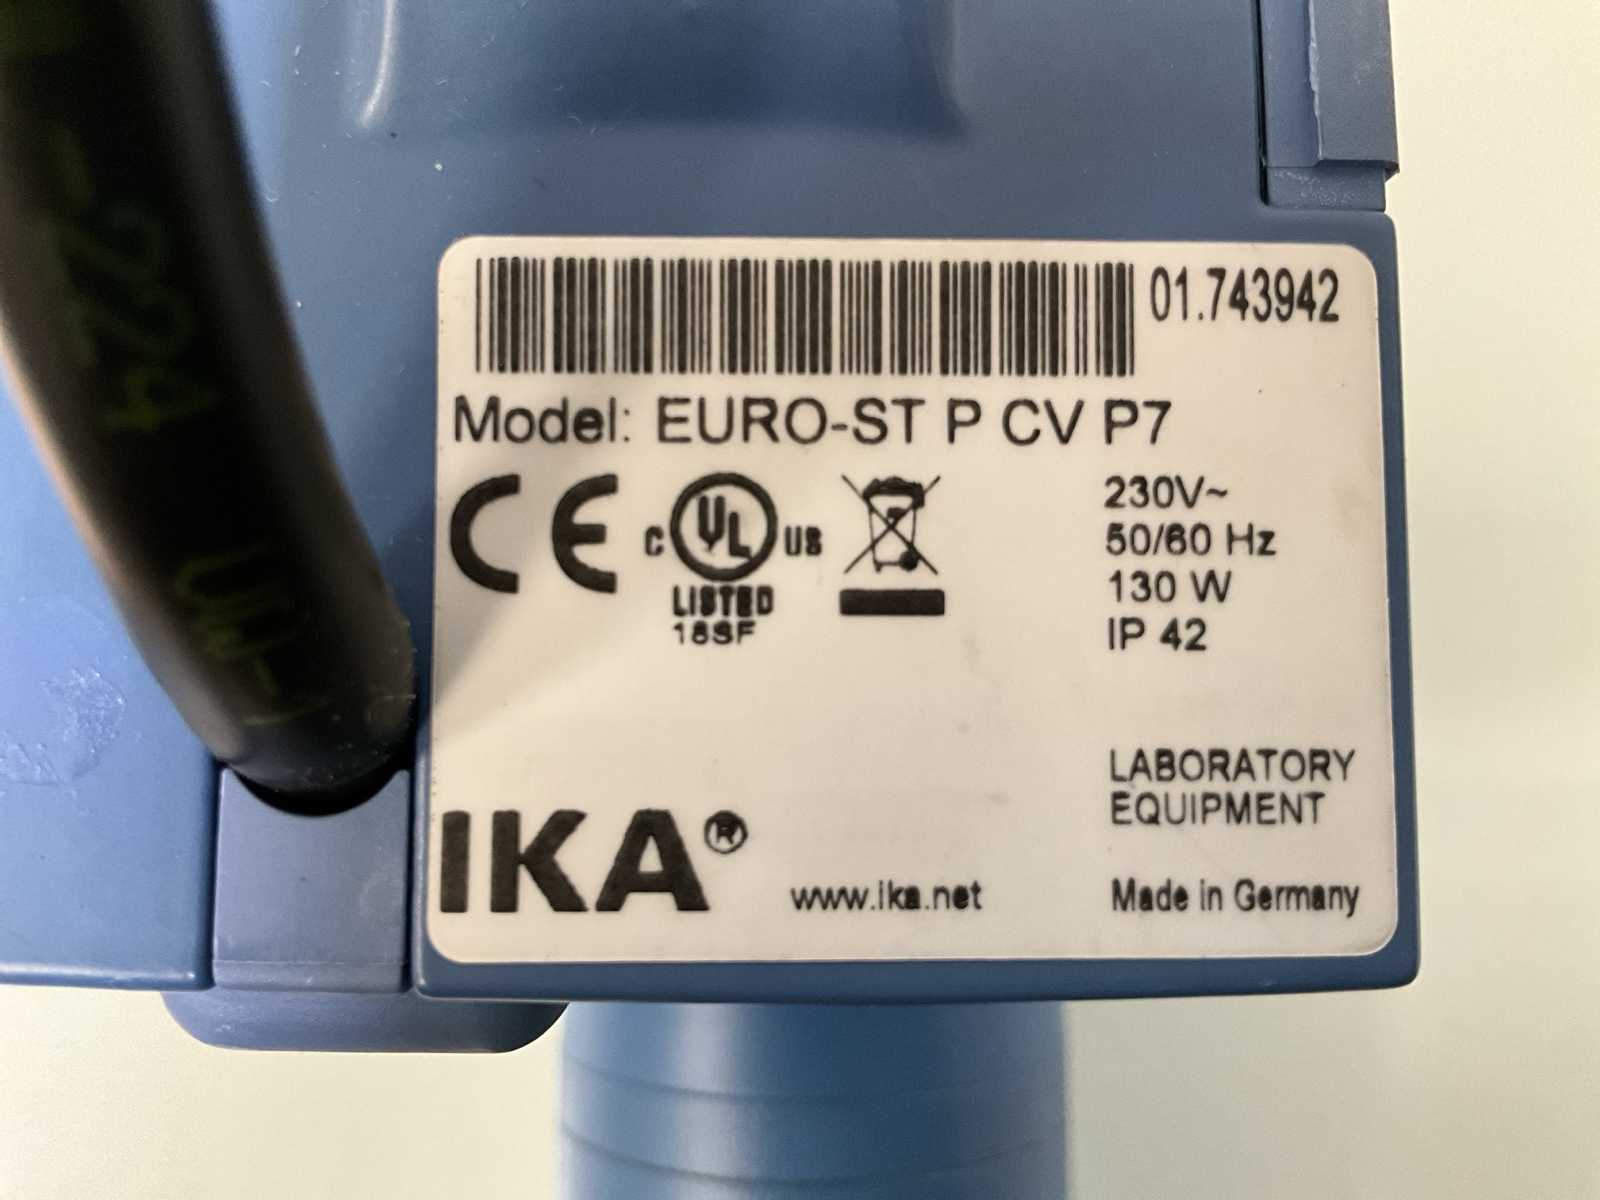 01.743942
Model: EURO-ST P CV P7
CE
C UL US
LISTED
18SF
230V~
50/60 Hz
130 W
IP 42
LABORATORY
EQUIPMENT
IKA®
www.ika.net
Made in Germany